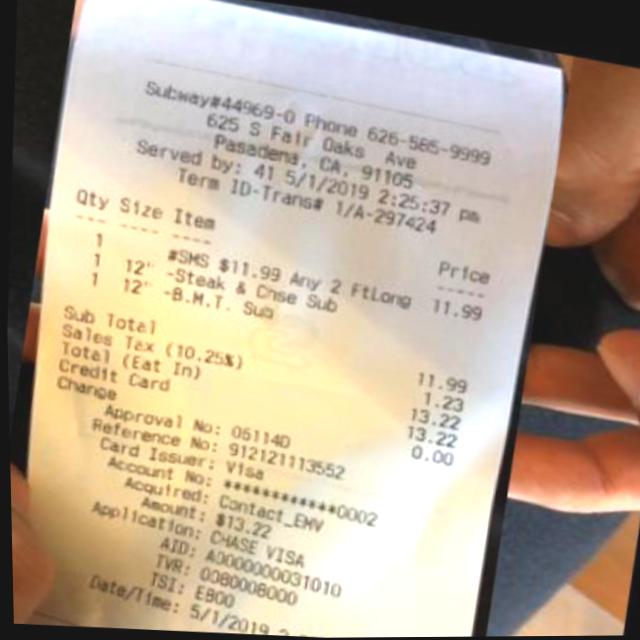 Subway#44969-0 Phone 626-585-9999
625 S Fair Oaks Ave
Pasadena, CA, 91105
Served by: 41 5/1/2019 2:25:37 pm
Term ID-Trans# 1/A-297424
Qty Size Item Price
--- ---- ---- -----
1 #SMS $11.99 Any 2 FtLong 11.99
1 12" -Steak & Chse Sub
1 12" -B.M.T. Sub
Sub Total 11.99
Sales Tax (10.25%) 1.23
Total (Eat In) 13.22
Credit Card 13.22
Change 0.00
Approval No: 06114D
Reference No: 912121113552
Card Issuer: Visa
Account No: ************0002
Acquired: Contact_EMV
Amount: $13.22
Application: CHASE VISA
AID: A0000000031010
TVR: 0080008000
TSI: E800
Date/Time: 5/1/2019